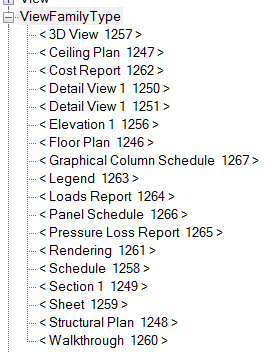 View
ViewFamilyType
< 3D View 1257 >
< Ceiling Plan 1247 >
< Cost Report 1262 >
< Detail View 1 1250 >
< Detail View 1 1251 >
< Elevation 1 1256 >
< Floor Plan 1246 >
< Graphical Column Schedule 1267 >
< Legend 1263 >
< Loads Report 1264 >
< Panel Schedule 1266 >
< Pressure Loss Report 1265 >
< Rendering 1261 >
< Schedule 1258 >
< Section 1 1249 >
< Sheet 1259 >
< Structural Plan 1248 >
< Walkthrough 1260 >